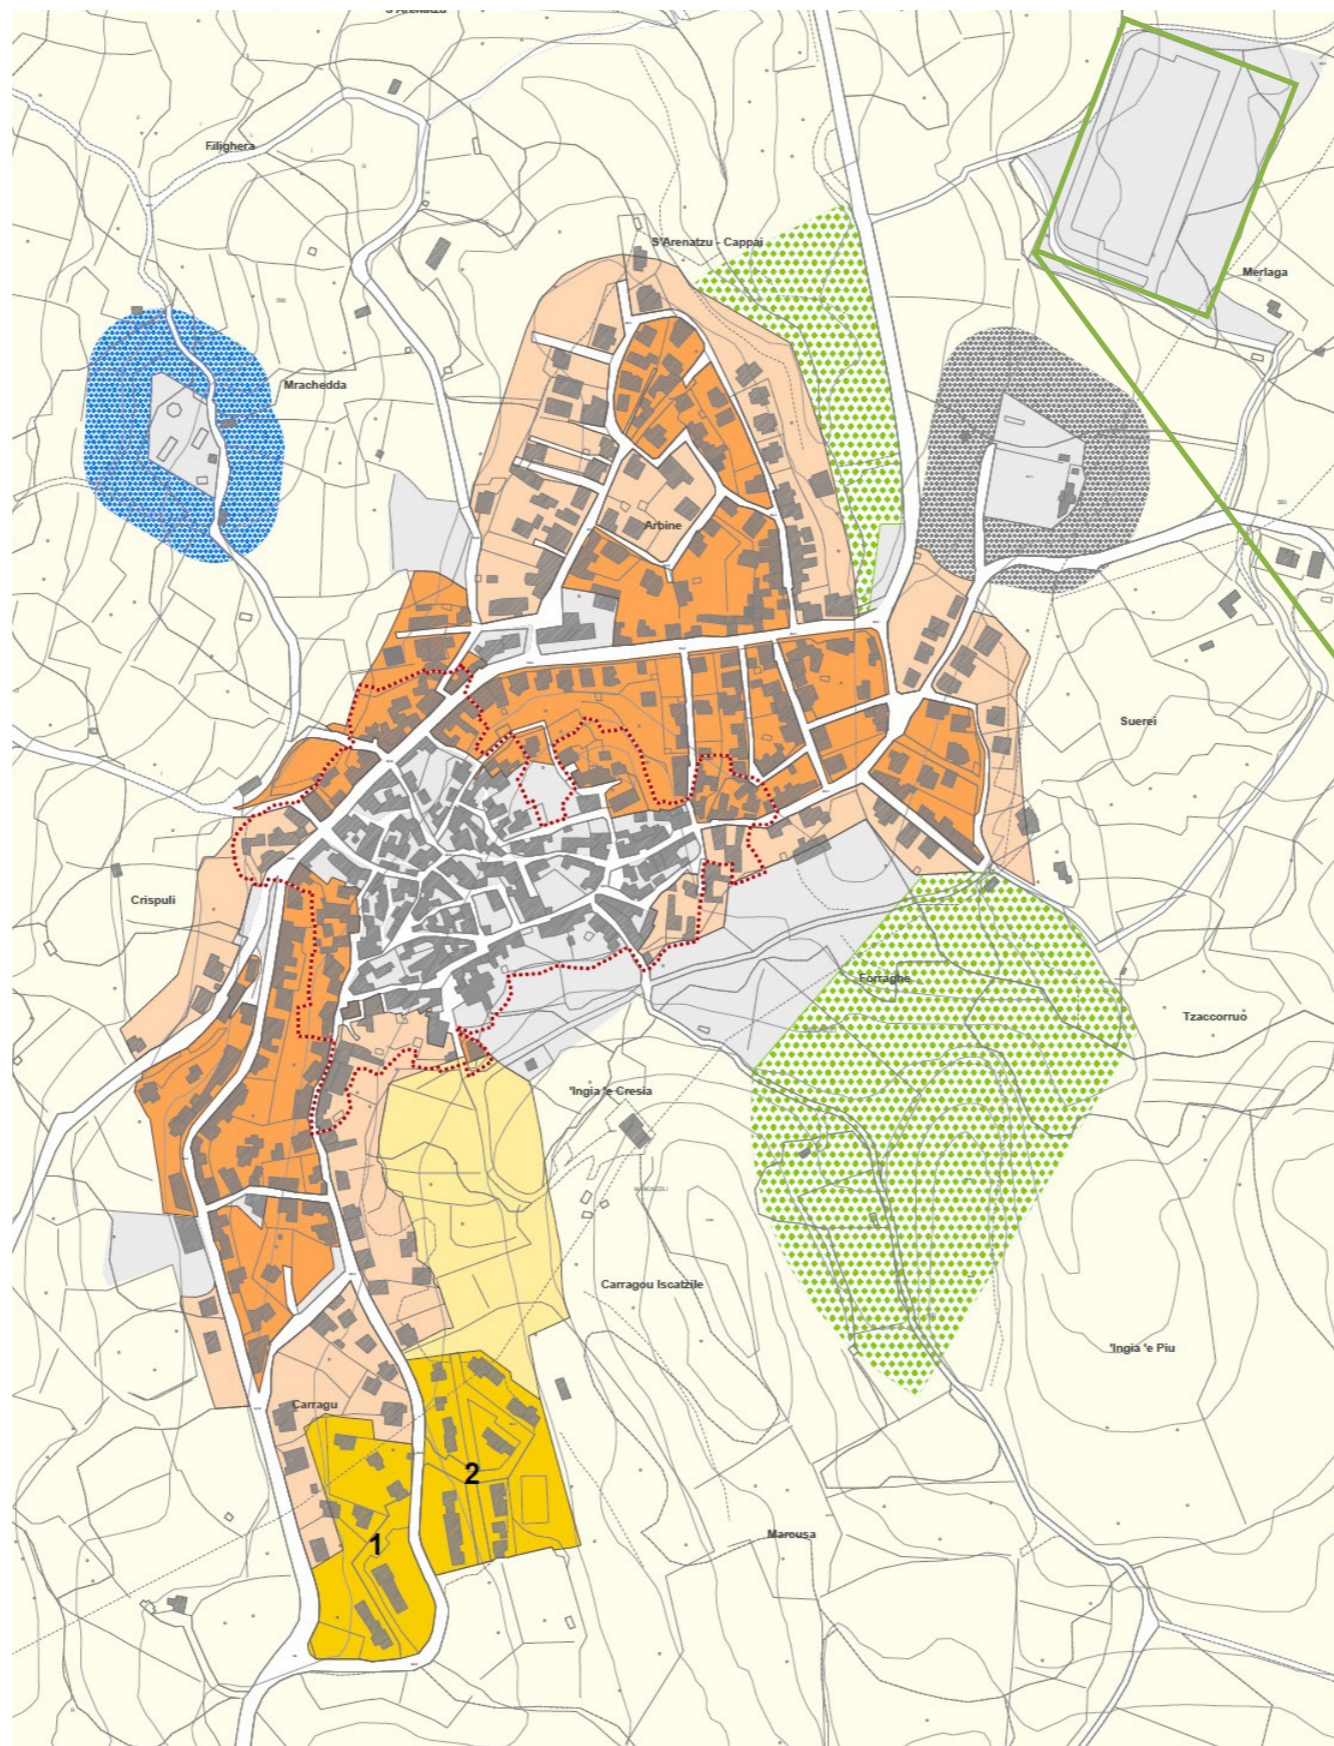 S'Arenatzu
Filighera
S'Arenatzu - Cappai
Merlaga
Mrachedda
Arbine
Suerei
Crispuli
Forraghe
Tzaccorruo
'Ingia 'e Cresia
Carragou Iscatzile
'Ingia 'e Piu
Carragu
2
Marousa
1